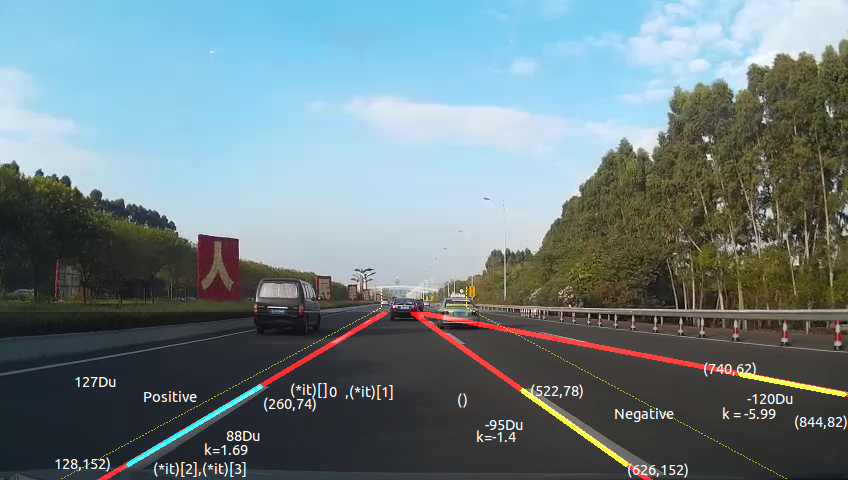 (740,62)
127Du
Positive
(*it)[]0 ,(*it)[1]
(522,78)
-120Du
(260,74)
()
Negative
k = -5.99
(844,82)
88Du
-95Du
k=1.69
k=-1.4
128,152)
(*it)[2],(*it)[3]
(626,152)
人